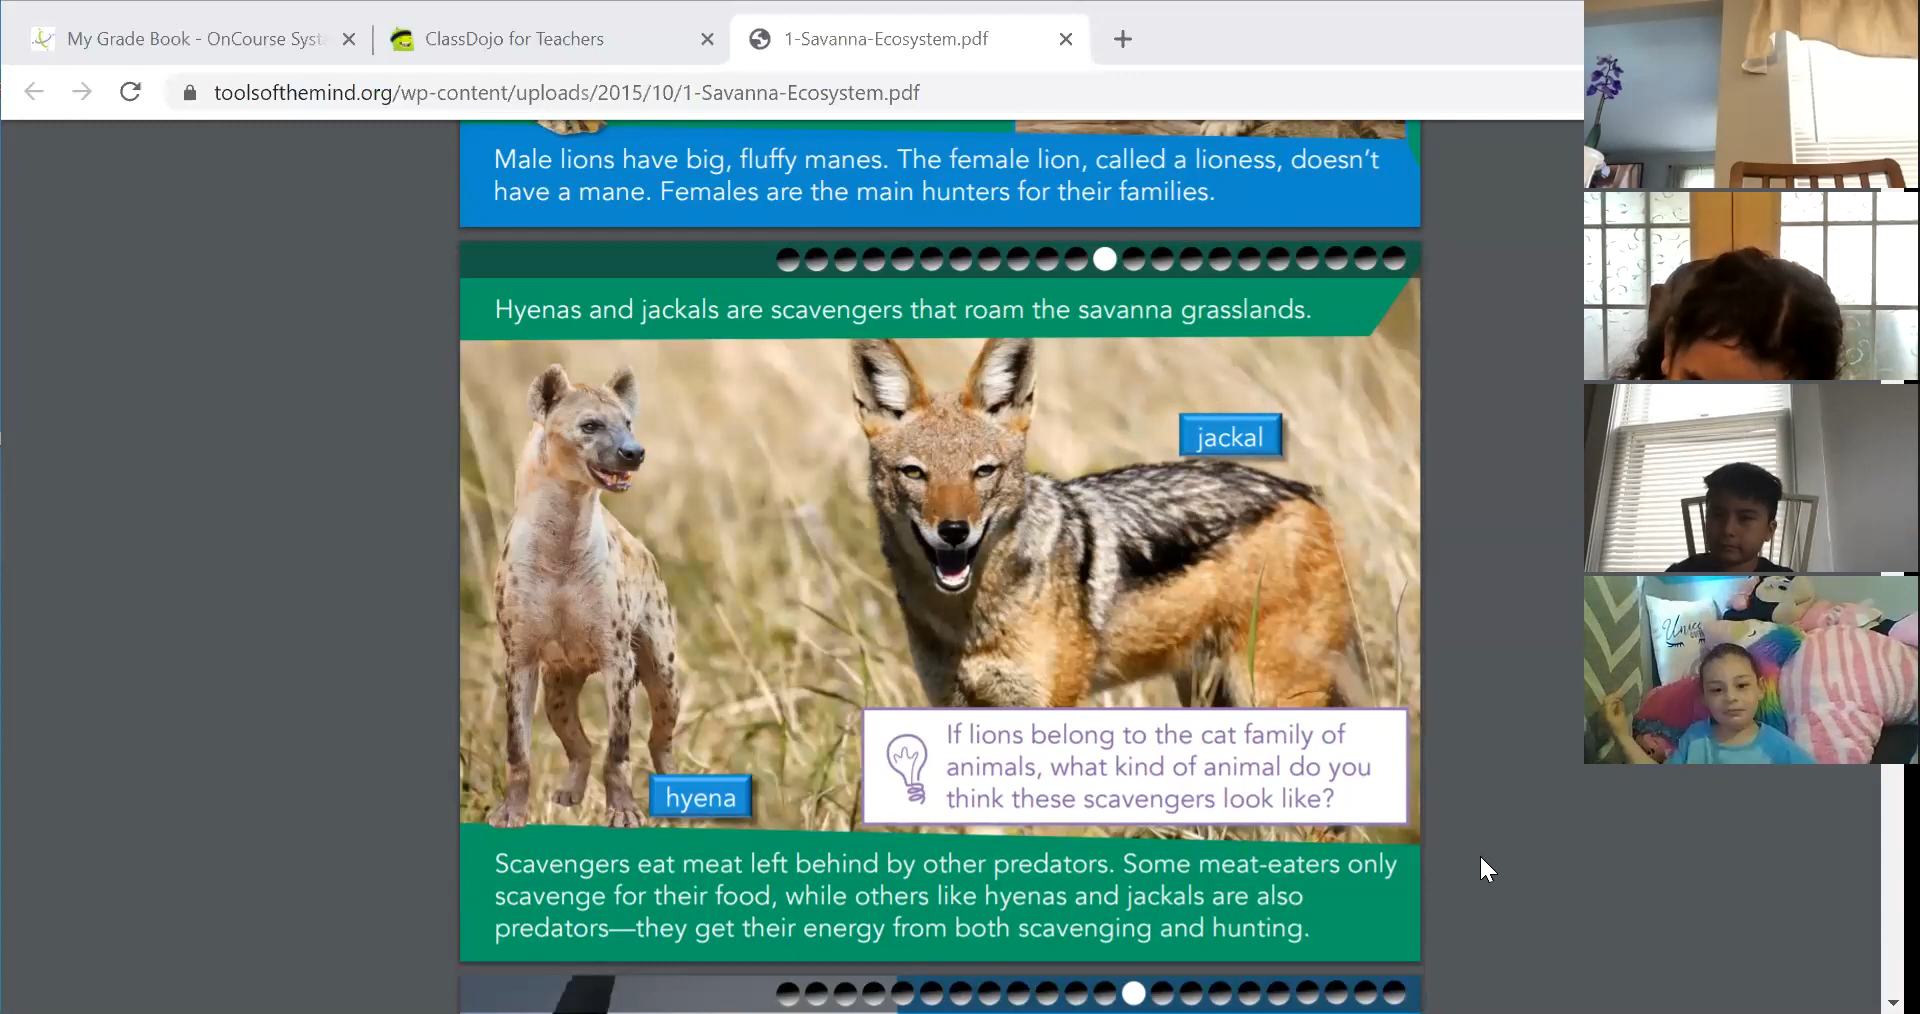 My Grade Book - OnCourse Syst
ClassDojo for Teachers
1-Savanna-Ecosystem.pdf
toolsofthemind.org/wp-content/uploads/2015/10/1-Savanna-Ecosystem.pdf
Male lions have big, fluffy manes. The female lion, called a lioness, doesn't
have a mane. Females are the main hunters for their families.
Hyenas and jackals are scavengers that roam the savanna grasslands.
jackal
hyena
If lions belong to the cat family of
animals, what kind of animal do you
think these scavengers look like?
Scavengers eat meat left behind by other predators. Some meat-eaters only
scavenge for their food, while others like hyenas and jackals are also
predators—they get their energy from both scavenging and hunting.